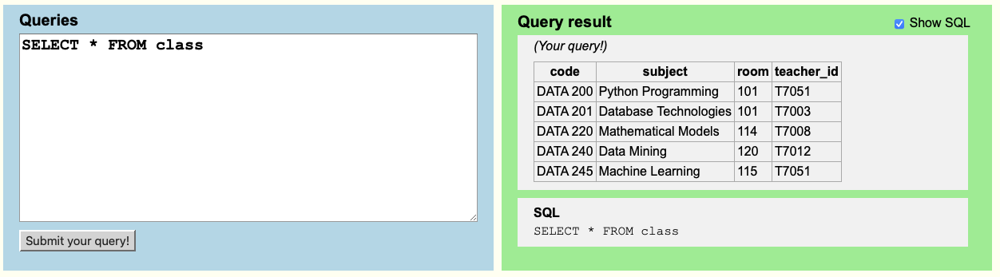 Queries
SELECT * FROM class
Submit your query!
Query result
Show SQL
(Your query!)
code subject room teacher_id
DATA 200 Python Programming 101 T7051
DATA 201 Database Technologies 101 T7003
DATA 220 Mathematical Models 114 T7008
DATA 240 Data Mining 120 T7012
DATA 245 Machine Learning 115 T7051
SQL
SELECT * FROM class